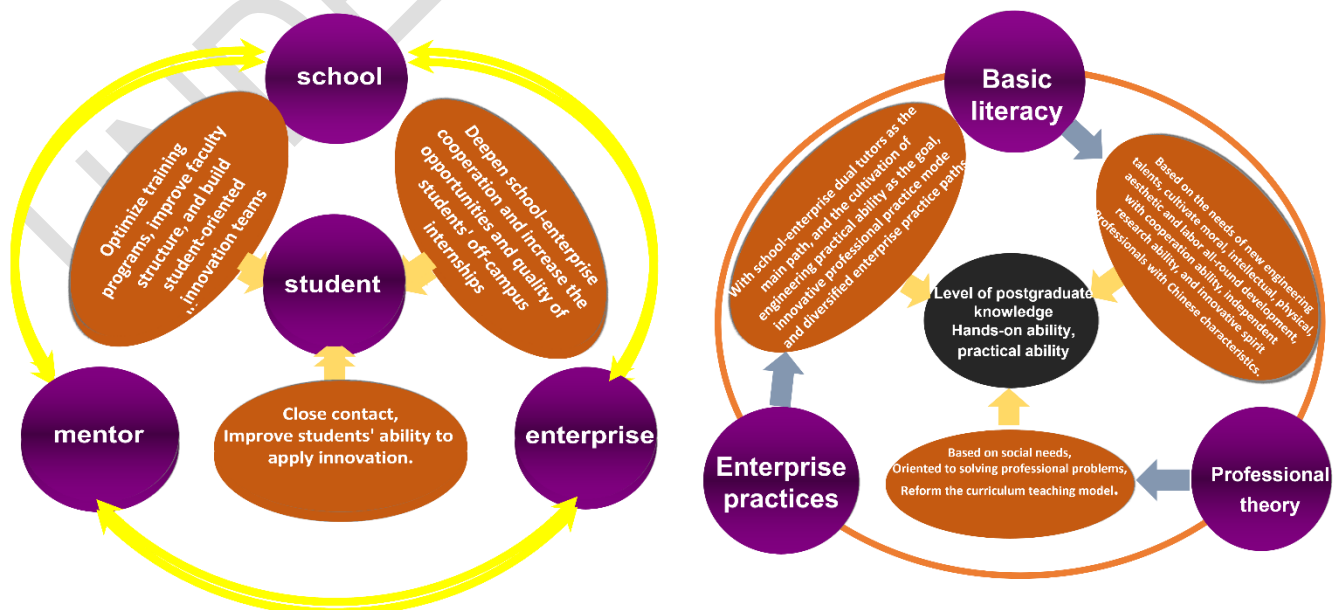 school
Optimize training
programs, improve faculty
structure, and build
student-oriented
innovation teams
Deepen school-enterprise
cooperation and increase the
opportunities and quality of
students' off-campus
internships
student
mentor
Close contact,
Improve students' ability to
apply innovation.
enterprise
Basic
literacy
With school-enterprise dual tutors as the
main path, and the cultivation of
engineering practical ability as the goal,
innovative professional practice mode
and diversified enterprise practice paths
Based on the needs of new engineering
talents, cultivate moral, intellectual, physical,
aesthetic and labor all-round development,
with cooperation ability, independent
research ability, and innovative spirit
Professionals with Chinese characteristics.
Level of postgraduate
knowledge
Hands-on ability,
practical ability
Enterprise
practices
Based on social needs,
Oriented to solving professional problems,
Reform the curriculum teaching model.
Professional
theory